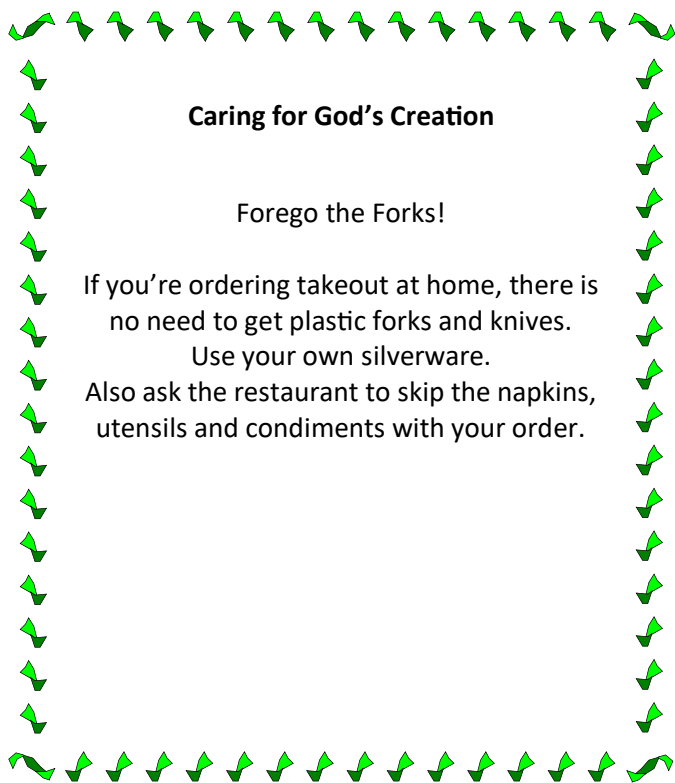 Caring for God’s Creation
Forego the Forks!
If you’re ordering takeout at home, there is
no need to get plastic forks and knives.
Use your own silverware.
Also ask the restaurant to skip the napkins,
utensils and condiments with your order.